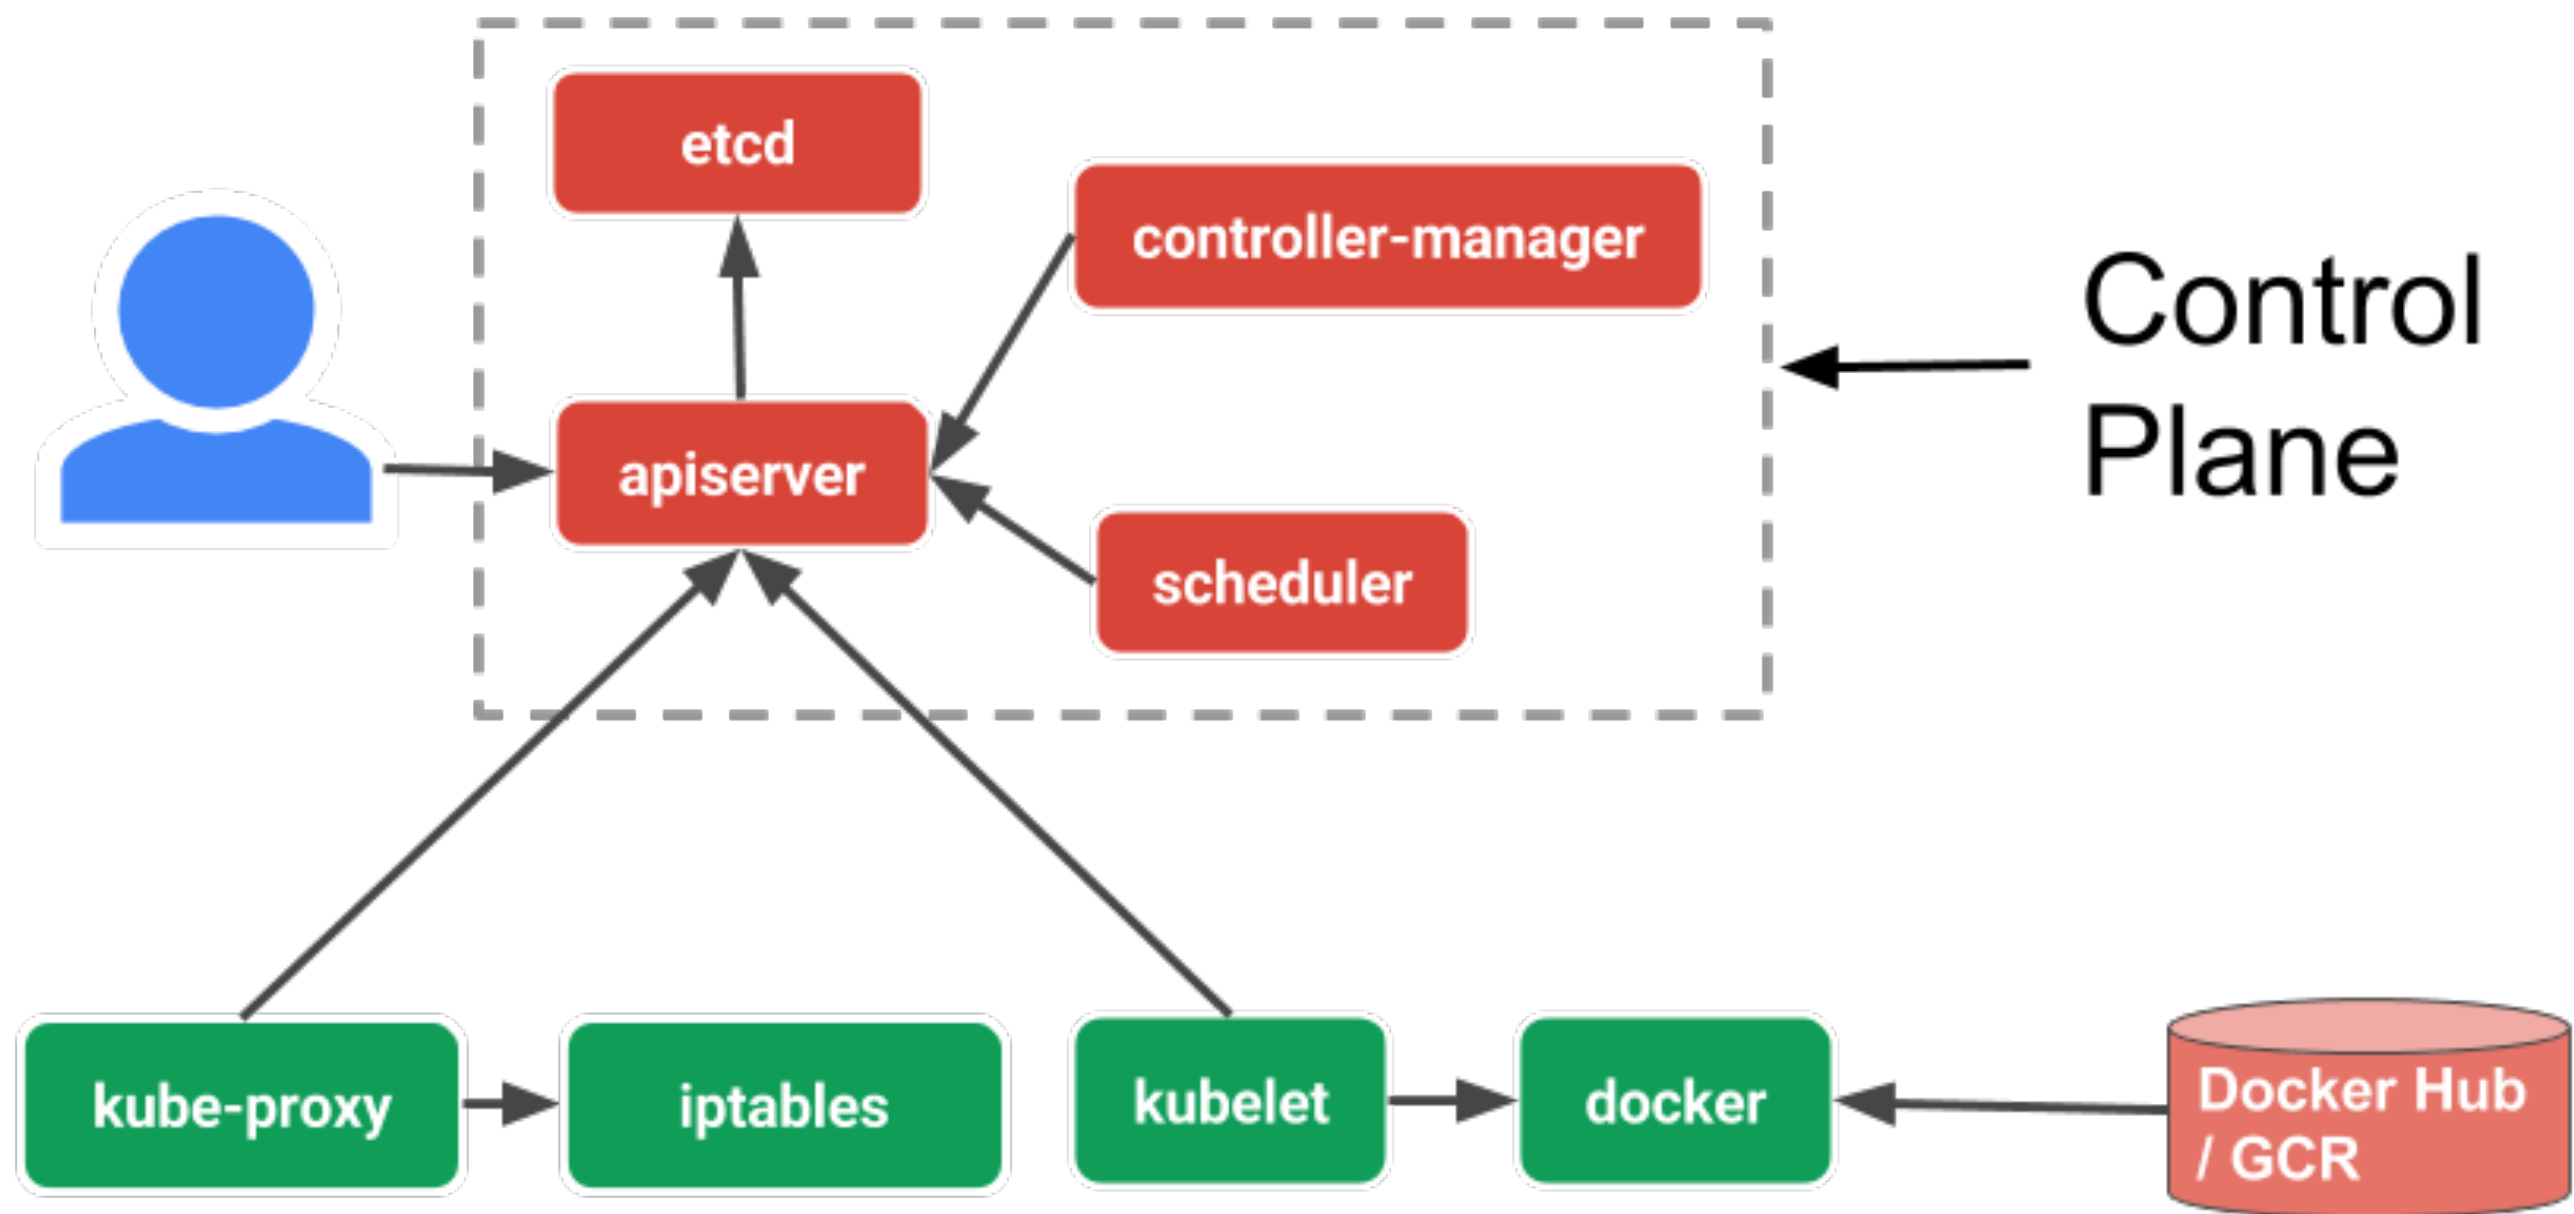 etcd
controller-manager
Control
Plane
apiserver
scheduler
kube-proxy
iptables
kubelet
docker
Docker Hub
/ GCR